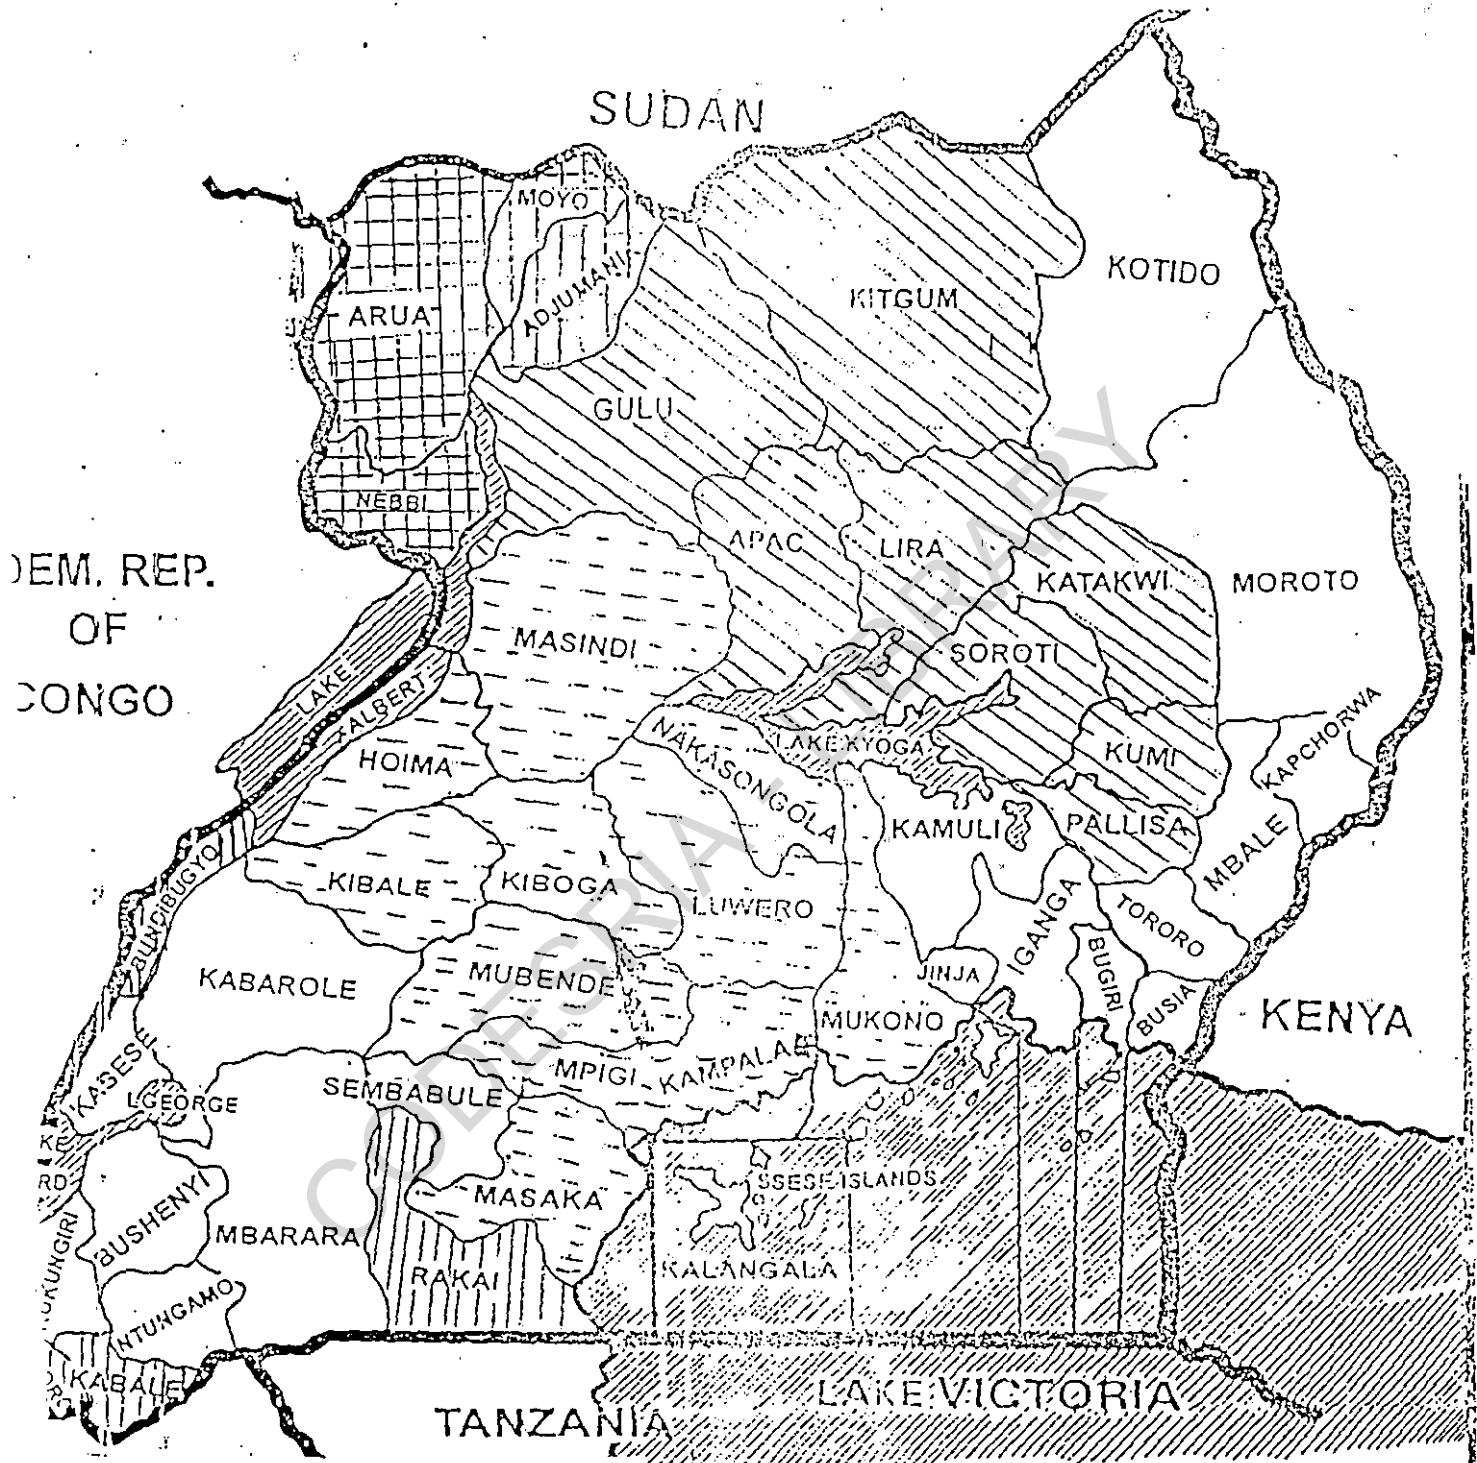 SUDAN
MOYO
KOTIDO
ADJUMANI
KITGUM
ARUA
GULU
NEBBI
APAC
LIRA
KATAKWI
MOROTO
DEM. REP.
OF
CONGO
MASINDI
SOROTI
LAKE
ALBERT
NAKASONGOLA
LAKE KYOGA
KUMI
KAPCHORWA
HOIMA
KAMULI
PALLISA
MBALE
BUNDIBUGYO
KIBALE
KIBOGA
LUWERO
IGANGA
TORORO
KABAROLE
MUBENDE
JINJA
BUGIRI
BUSIA
KENYA
MUKONO
KASESE
MPIGI
KAMPALA
SEMBABULE
L.GEORGE
KE
RD
SSESE ISLANDS
MASAKA
BUSHENYI
MBARARA
RAKAI
KALANGALA
UKUNGIRI
NTUNGAMO
KABALE
LAKE VICTORIA
TANZANIA
CODESRIA - LIBRARY